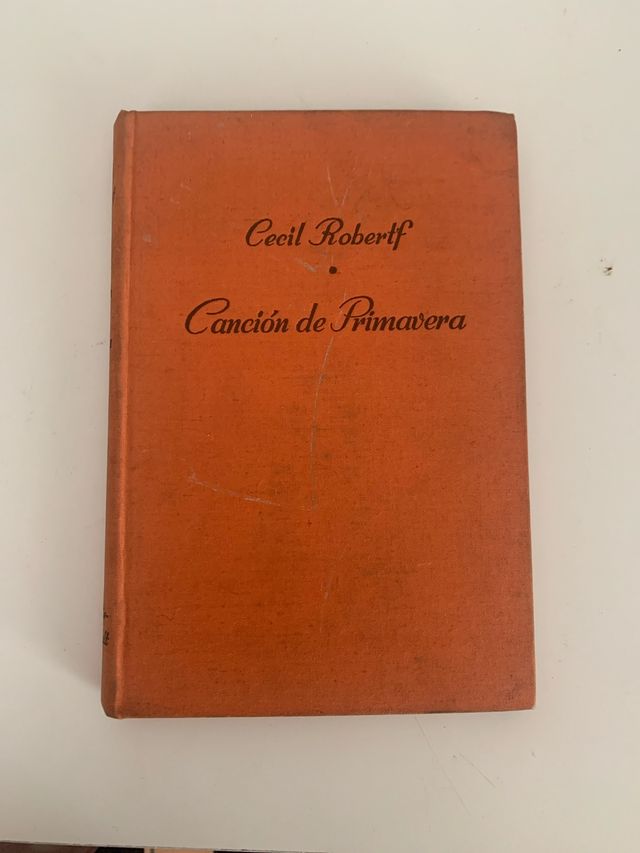 Cecil Roberts
Canción de Primavera